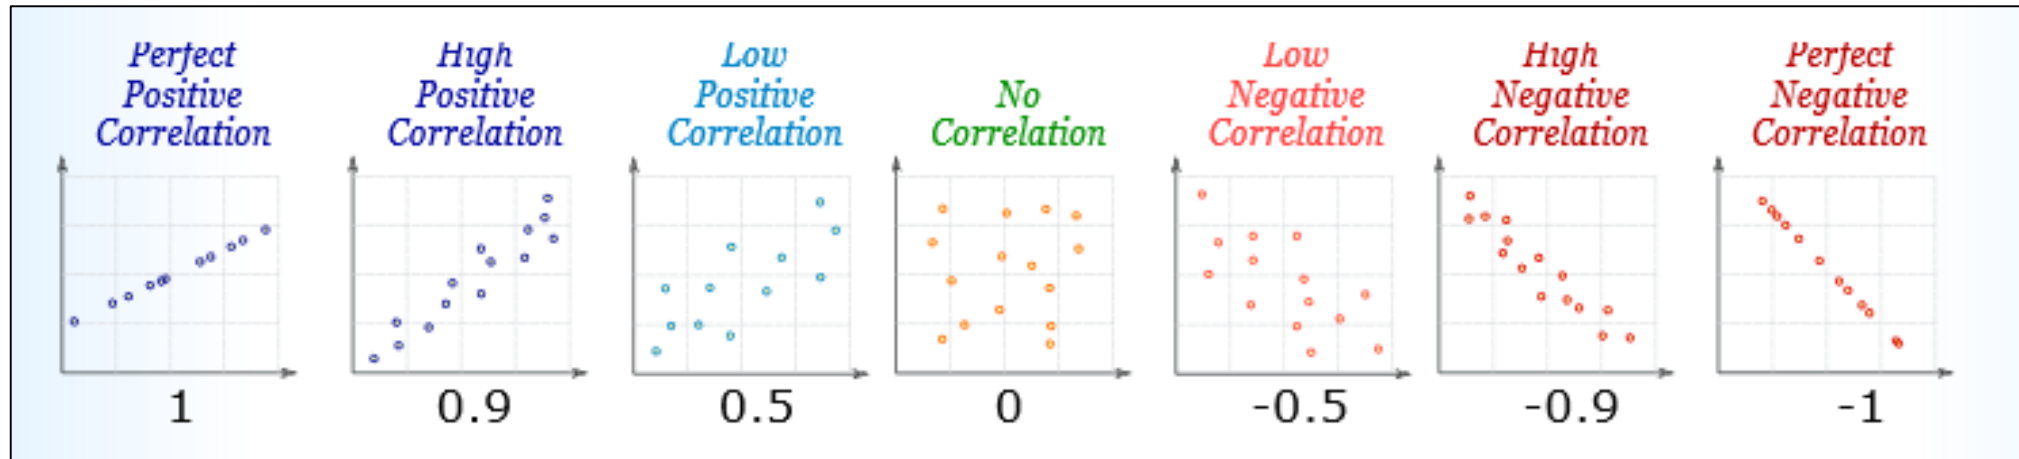 Perfect
Positive
Correlation
High
Positive
Correlation
Low
Positive
Correlation
No
Correlation
Low
Negative
Correlation
High
Negative
Correlation
Perfect
Negative
Correlation
1
0.9
0.5
0
-0.5
-0.9
-1